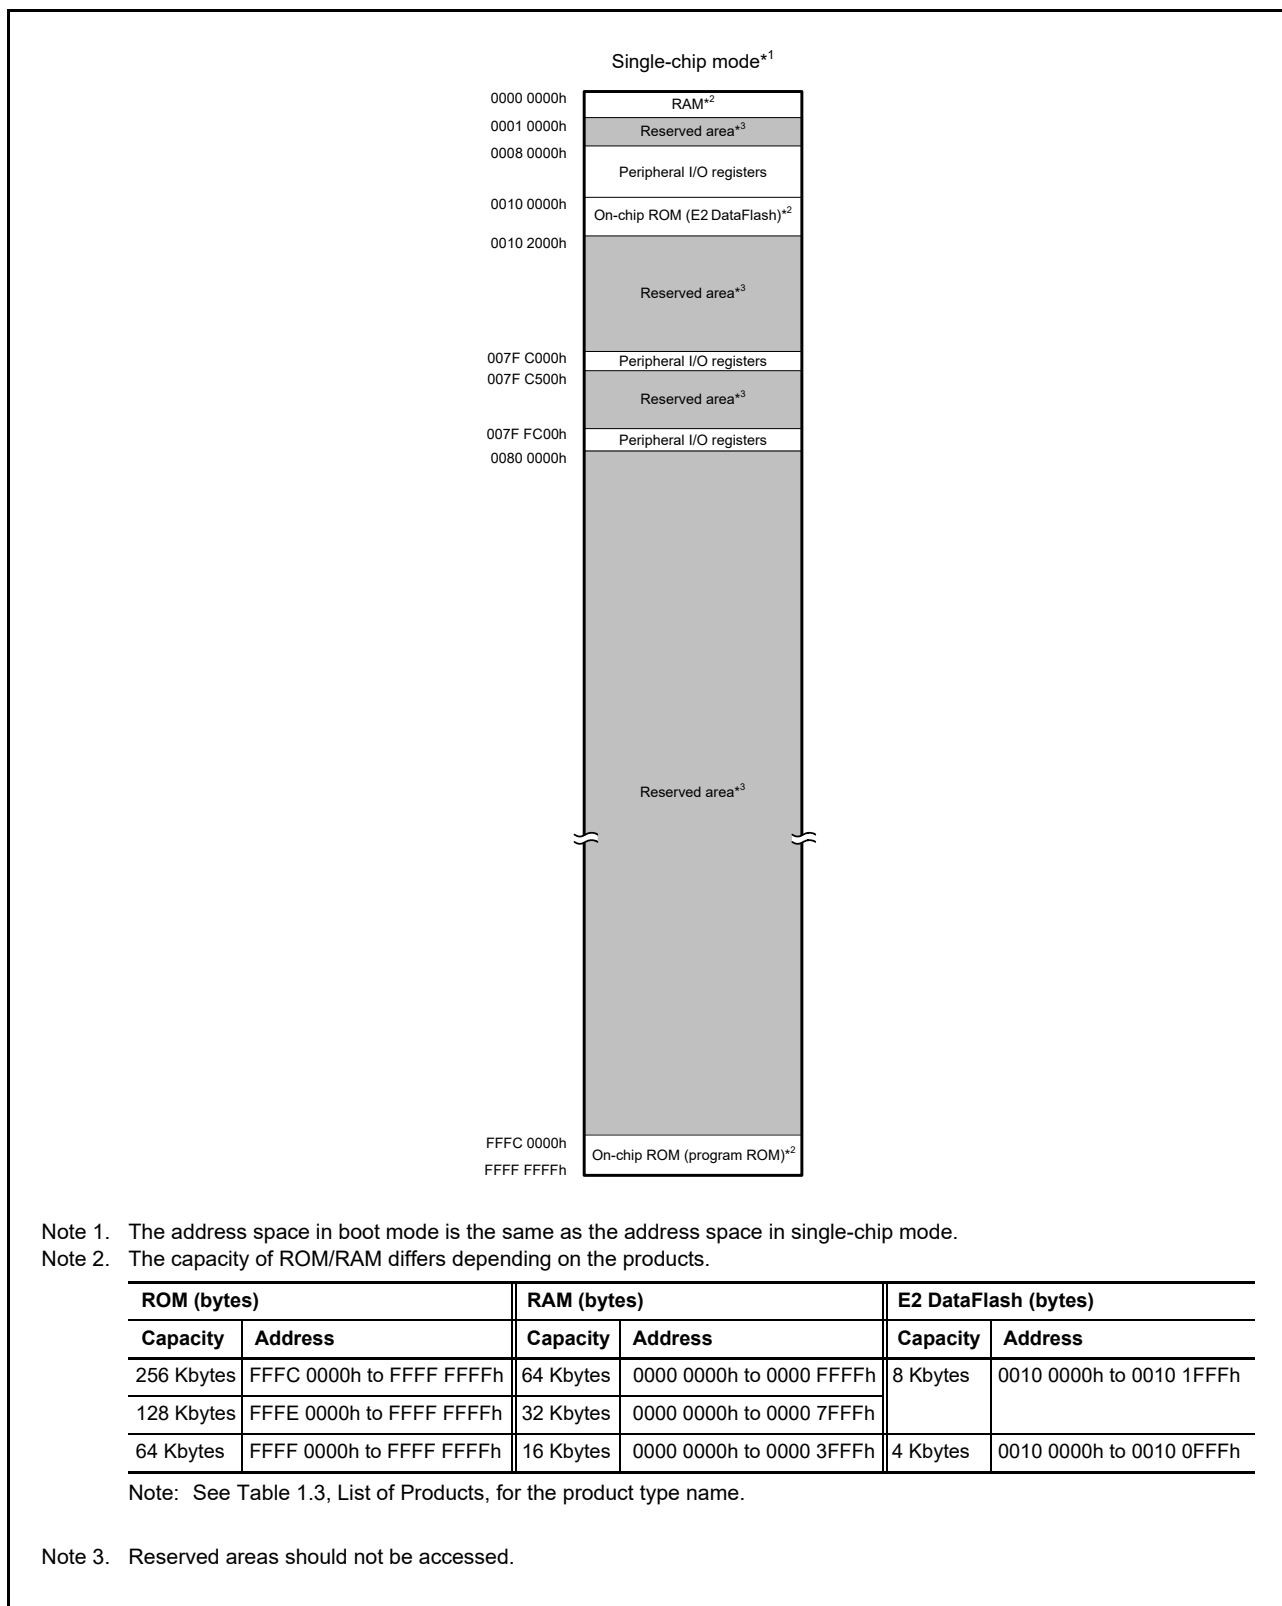 Single-chip mode*1
0000 0000h
RAM*2
0001 0000h
Reserved area*3
0008 0000h
Peripheral I/O registers
0010 0000h
On-chip ROM (E2 DataFlash)*2
0010 2000h
Reserved area*3
007F C000h
Peripheral I/O registers
007F C500h
Reserved area*3
007F FC00h
Peripheral I/O registers
0080 0000h
Reserved area*3
FFFC 0000h
On-chip ROM (program ROM)*2
FFFF FFFFh
Note 1. The address space in boot mode is the same as the address space in single-chip mode.
Note 2. The capacity of ROM/RAM differs depending on the products.
ROM (bytes) RAM (bytes) E2 DataFlash (bytes)
Capacity Address Capacity Address Capacity Address
256 Kbytes FFFC 0000h to FFFF FFFFh 64 Kbytes 0000 0000h to 0000 FFFFh 8 Kbytes 0010 0000h to 0010 1FFFh
128 Kbytes FFFE 0000h to FFFF FFFFh 32 Kbytes 0000 0000h to 0000 7FFFh
64 Kbytes FFFF 0000h to FFFF FFFFh 16 Kbytes 0000 0000h to 0000 3FFFh 4 Kbytes 0010 0000h to 0010 0FFFh
Note: See Table 1.3, List of Products, for the product type name.
Note 3. Reserved areas should not be accessed.